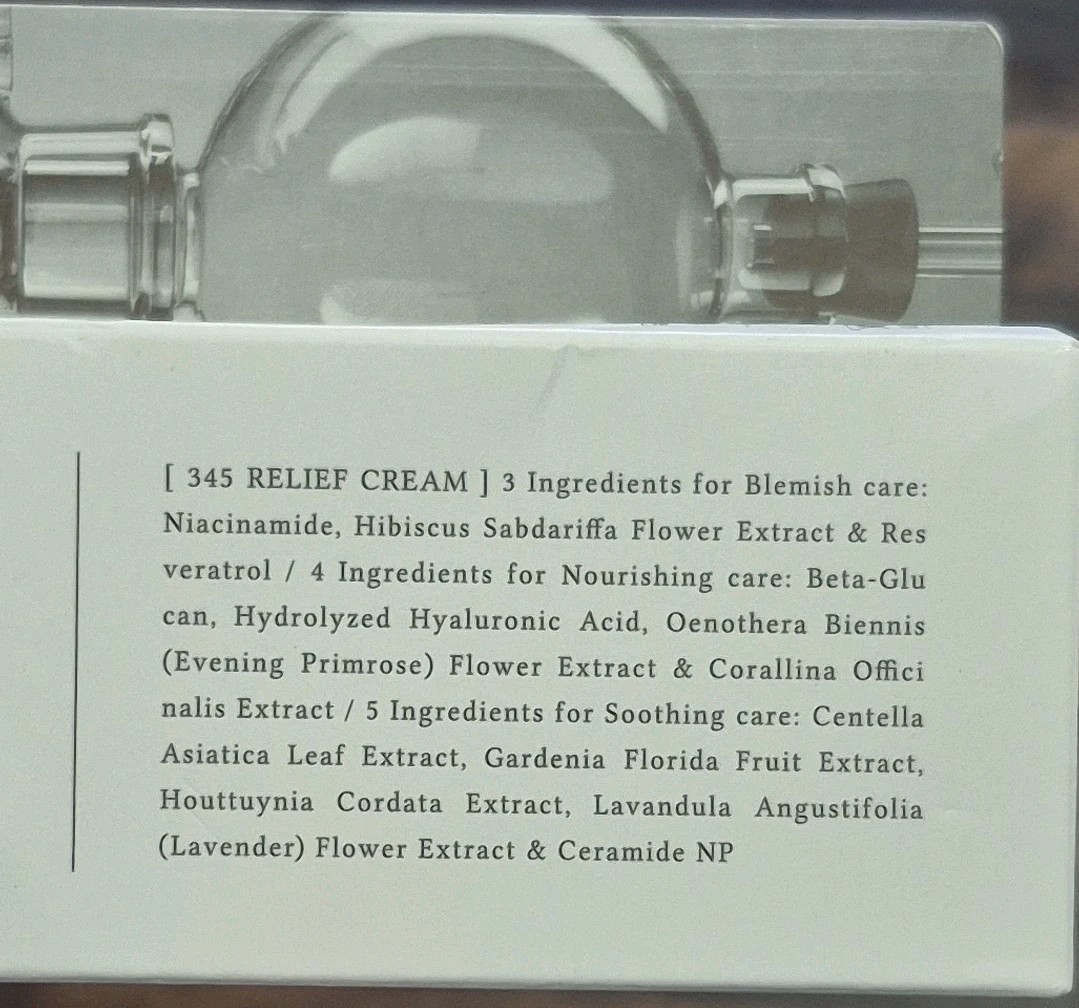 [ 345 RELIEF CREAM ] 3 Ingredients for Blemish care:
Niacinamide, Hibiscus Sabdariffa Flower Extract & Res
veratrol / 4 Ingredients for Nourishing care: Beta-Glu
can, Hydrolyzed Hyaluronic Acid, Oenothera Biennis
(Evening Primrose) Flower Extract & Corallina Offici
nalis Extract / 5 Ingredients for Soothing care: Centella
Asiatica Leaf Extract, Gardenia Florida Fruit Extract,
Houttuynia Cordata Extract, Lavandula Angustifolia
(Lavender) Flower Extract & Ceramide NP